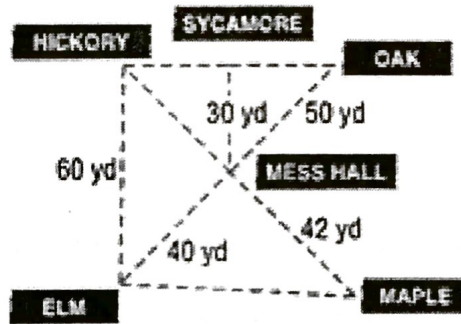 SYCAMORE
HICKORY
OAK
30 yd
50 yd
60 yd
MESS HALL
40 yd
42 yd
ELM
MAPLE